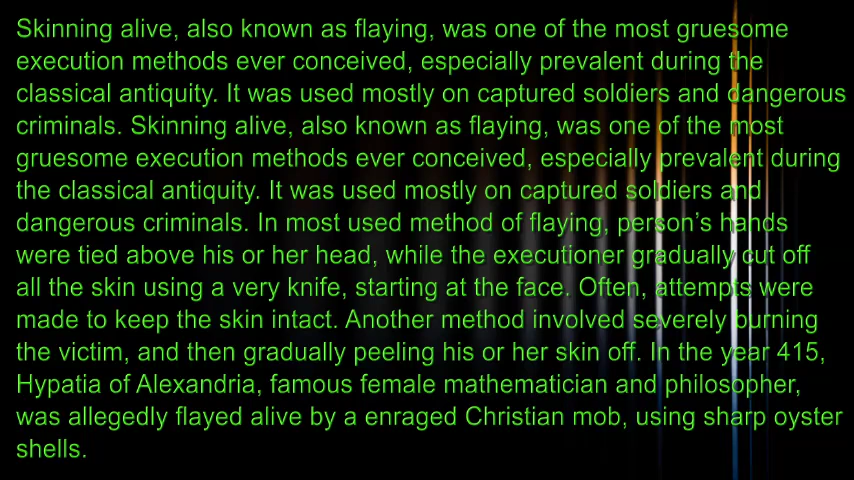 Skinning alive, also known as flaying, was one of the most gruesome
execution methods ever conceived, especially prevalent during the
classical antiquity. It was used mostly on captured soldiers and dangerous
criminals. Skinning alive, also known as flaying, was one of the most
gruesome execution methods ever conceived, especially prevalent during
the classical antiquity. It was used mostly on captured soldiers and
dangerous criminals. In most used method of flaying, person’s hands
were tied above his or her head, while the executioner gradually cut off
all the skin using a very knife, starting at the face. Often, attempts were
made to keep the skin intact. Another method involved severely burning
the victim, and then gradually peeling his or her skin off. In the year 415,
Hypatia of Alexandria, famous female mathematician and philosopher,
was allegedly flayed alive by a enraged Christian mob, using sharp oyster
shells.